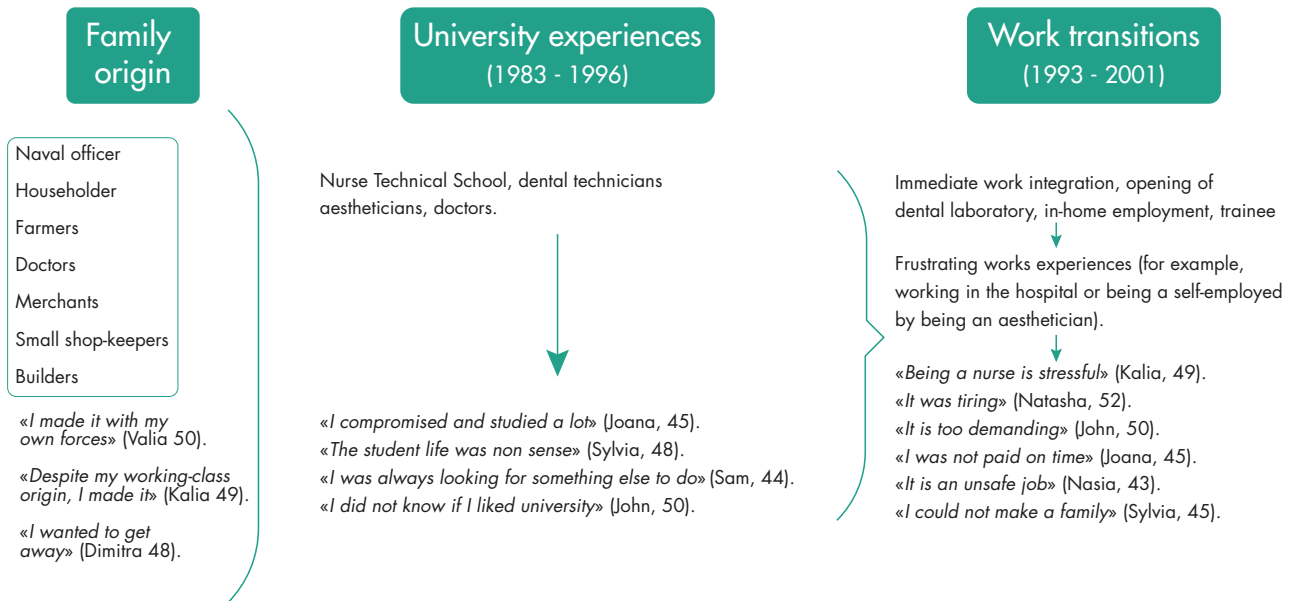 Family
origin
Naval officer
Householder
Farmers
Doctors
Merchants
Small shop-keepers
Builders
«I made it with my
own forces» (Valia 50).
«Despite my working-class
origin, I made it» (Kalia 49).
«I wanted to get
away» (Dimitra 48).
University experiences
(1983 - 1996)
Nurse Technical School, dental technicians
aestheticians, doctors.
«I compromised and studied a lot» (Joana, 45).
«The student life was non sense» (Sylvia, 48).
«I was always looking for something else to do» (Sam, 44).
«I did not know if I liked university» (John, 50).
Work transitions
(1993 - 2001)
Immediate work integration, opening of
dental laboratory, in-home employment, trainee
Frustrating works experiences (for example,
working in the hospital or being a self-employed
by being an aesthetician).
«Being a nurse is stressful» (Kalia, 49).
«It was tiring» (Natasha, 52).
«It is too demanding» (John, 50).
«I was not paid on time» (Joana, 45).
«It is an unsafe job» (Nasia, 43).
«I could not make a family» (Sylvia, 45).